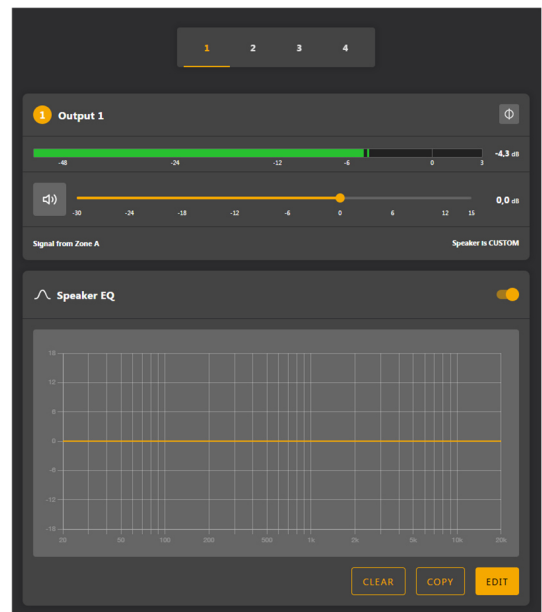 1 2 3 4
1 Output 1
-4,3 dB
-48 -24 -12 -6 0 3
0,0 dB
-30 -24 -18 -12 -6 0 6 12 15
Signal from Zone A Speaker is CUSTOM
Speaker EQ
18
12
6
0
-6
-12
-18
20 50 100 200 500 1k 2k 5k 10k 20k
CLEAR COPY EDIT